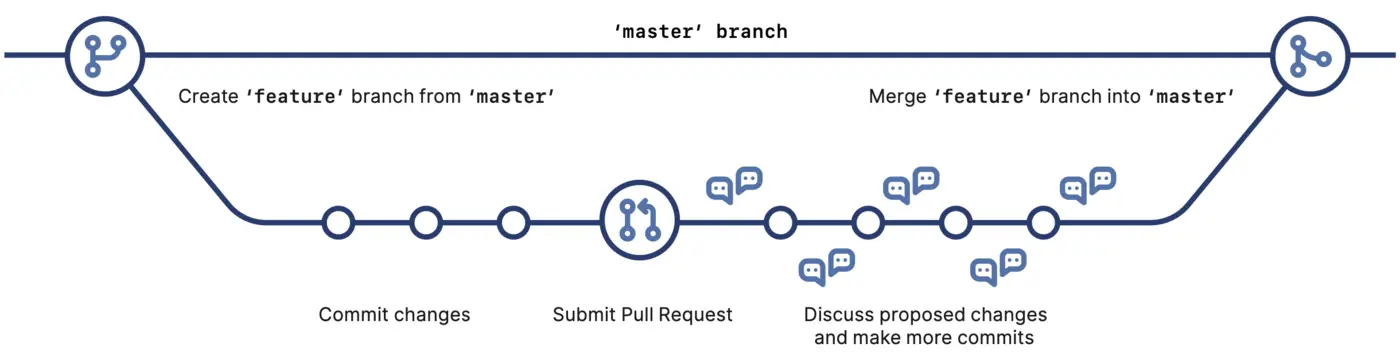 ‘master‘ branch
Create ‘feature‘ branch from ‘master‘
Merge ‘feature‘ branch into ‘master‘
Commit changes
Submit Pull Request
Discuss proposed changes
and make more commits